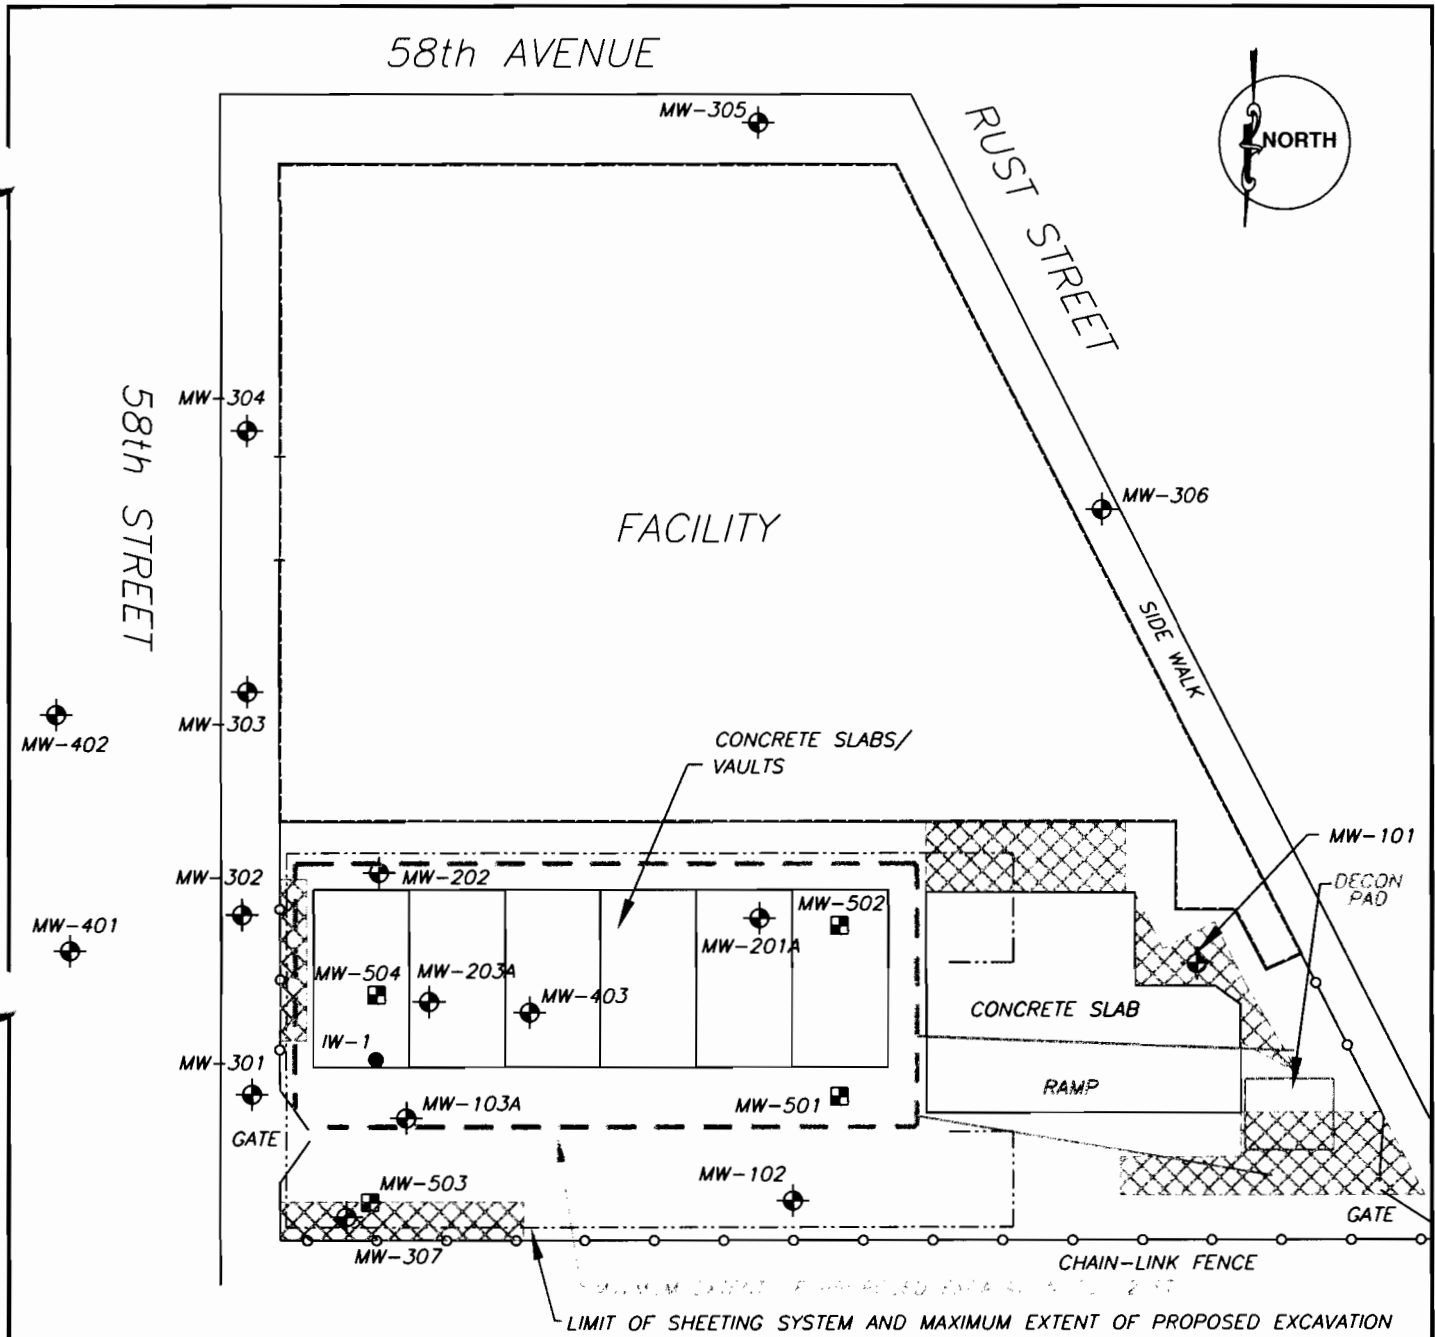 58th AVENUE
MW-305
RUST STREET
NORTH
MW-304
58th STREET
MW-306
FACILITY
SIDE WALK
MW-303
MW-402
CONCRETE SLABS/
VAULTS
MW-101
MW-302
MW-202
DECON
PAD
MW-401
MW-502
MW-201A
MW-504
MW-203A
MW-403
CONCRETE SLAB
IW-1
MW-301
RAMP
MW-103A
MW-501
GATE
MW-503
MW-102
GATE
MW-307
CHAIN-LINK FENCE
LIMIT OF SHEETING SYSTEM AND MAXIMUM EXTENT OF PROPOSED EXCAVATION